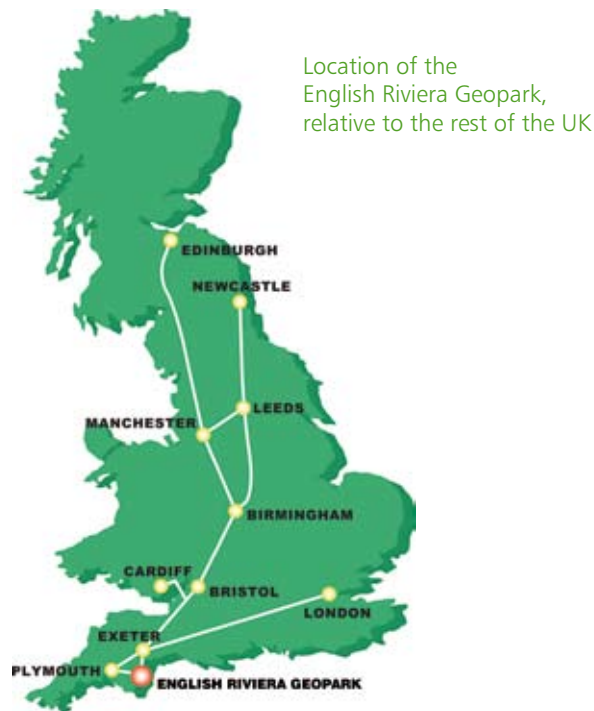 Location of the
English Riviera Geopark,
relative to the rest of the UK
EDINBURGH
NEWCASTLE
LEEDS
MANCHESTER
BIRMINGHAM
CARDIFF
BRISTOL
LONDON
EXETER
PLYMOUTH
ENGLISH RIVIERA GEOPARK